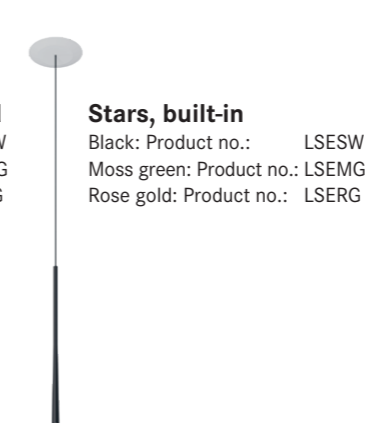 Stars, built-in
Black: Product no.: LSESW
Moss green: Product no.: LSEMG
Rose gold: Product no.: LSERG